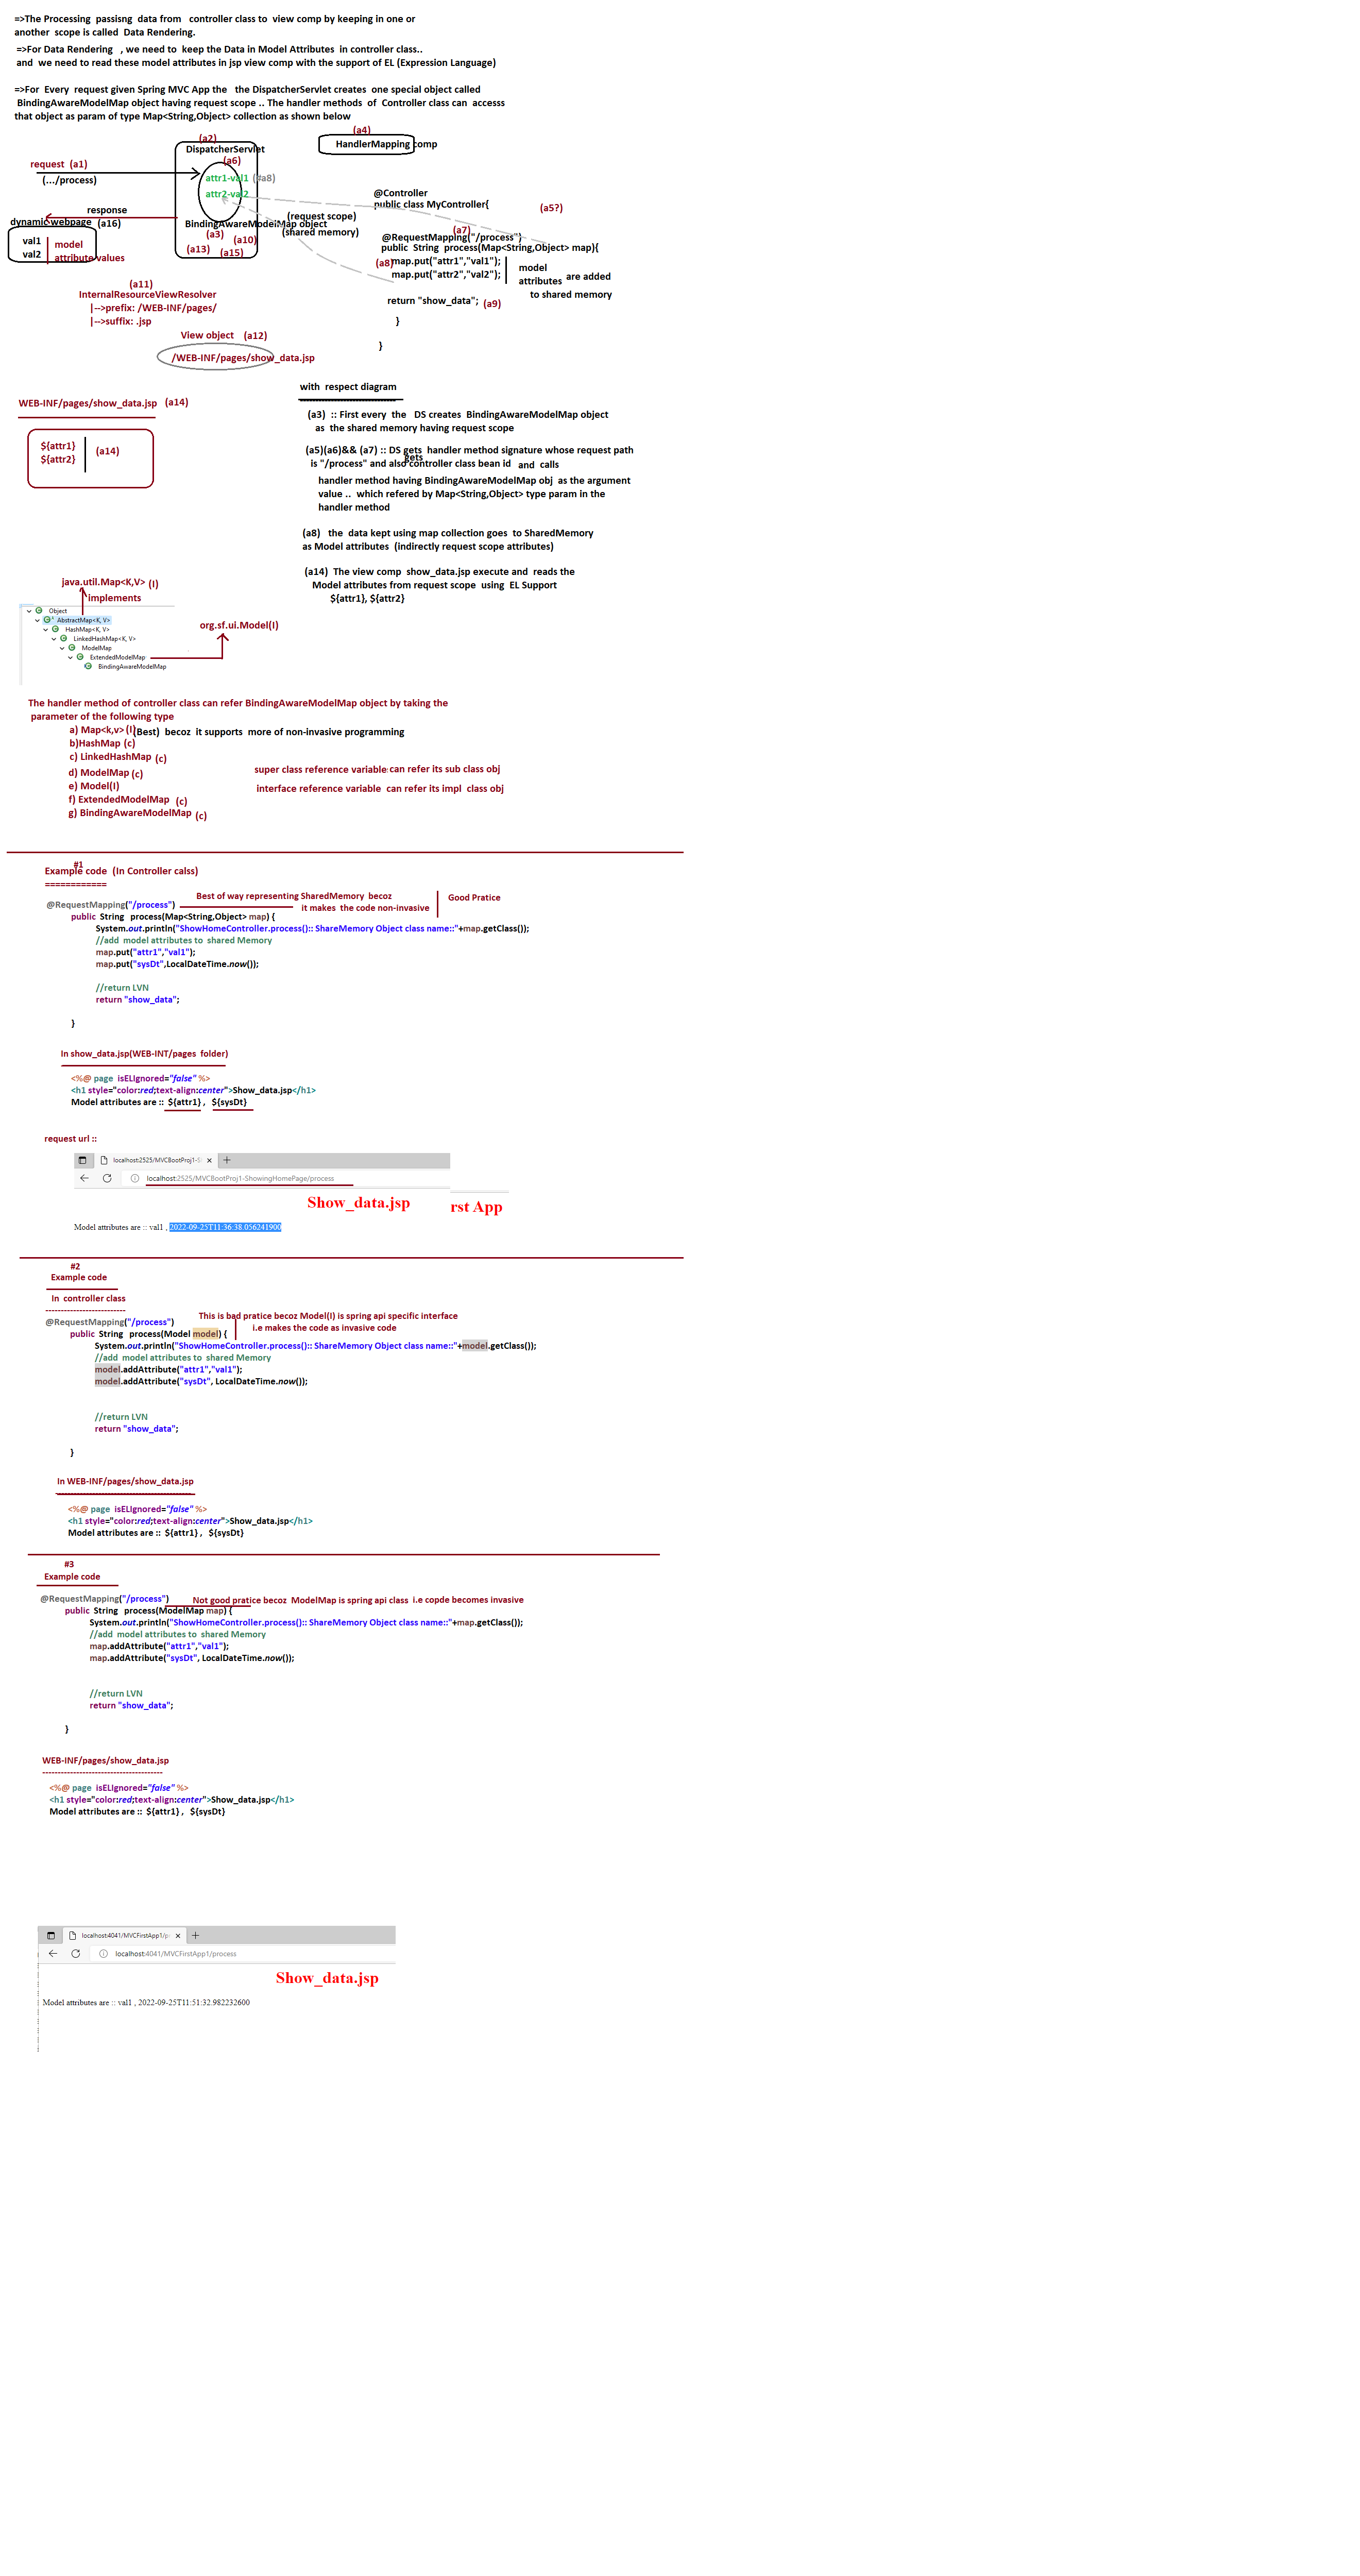 =>The Processing passisng data from controller class to view comp by keeping in one or
another scope is called Data Rendering.
=>For Data Rendering , we need to keep the Data in Model Attributes in controller class..
and we need to read these model attributes in jsp view comp with the support of EL (Expression Language)
=>For Every request given Spring MVC App the the DispatcherServlet creates one special object called
BindingAwareModelMap object having request scope .. The handler methods of Controller class can accesss
that object as param of type Map<String,Object> collection as shown below
(a4)
HandlerMapping comp
(a2)
DispatcherServlet
(a6)
request (a1)
(.../process)
attr1-val1 (#a8)
attr2-val2
@Controller
public class MyController{
(a5?)
response
(a16)
dynamic webpage
(request scope)
BindingAwareModelMap object
(shared memory)
(a3)
(a10)
(a13) (a15)
val1
val2
model
attribute values
(a7)
@RequestMapping("/process")
public String process(Map<String,Object> map){
(a8)
map.put("attr1","val1");
map.put("attr2","val2");
model
attributes are added
to shared memory
return "show_data"; (a9)
}
}
(a11)
InternalResourceViewResolver
|-->prefix: /WEB-INF/pages/
|-->suffix: .jsp
View object (a12)
/WEB-INF/pages/show_data.jsp
with respect diagram
WEB-INF/pages/show_data.jsp (a14)
${attr1}
${attr2}
(a14)
(a3) :: First every the DS creates BindingAwareModelMap object
as the shared memory having request scope
(a5)(a6)&& (a7) :: DS gets handler method signature whose request path
gets
is "/process" and also controller class bean id and calls
handler method having BindingAwareModelMap obj as the argument
value .. which refered by Map<String,Object> type param in the
handler method
(a8) the data kept using map collection goes to SharedMemory
as Model attributes (indirectly request scope attributes)
(a14) The view comp show_data.jsp execute and reads the
Model attributes from request scope using EL Support
${attr1}, ${attr2}
java.util.Map<K,V> (I)
implements
Object
AbstractMap<K, V>
HashMap<K, V>
LinkedHashMap<K, V>
ModelMap
ExtendedModelMap
BindingAwareModelMap
org.sf.ui.Model(I)
The handler method of controller class can refer BindingAwareModelMap object by taking the
parameter of the following type
a) Map<k,v>(I) (Best) becoz it supports more of non-invasive programming
b)HashMap (c)
c) LinkedHashMap (c)
d) ModelMap (c)
e) Model(I)
f) ExtendedModelMap (c)
g) BindingAwareModelMap (c)
super class reference variable can refer its sub class obj
interface reference variable can refer its impl class obj
#1
Example code (In Controller calss)
============
Best of way representing SharedMemory becoz
it makes the code non-invasive
Good Pratice
@RequestMapping("/process")
public String process(Map<String,Object> map) {
System.out.println("ShowHomeController.process():: ShareMemory Object class name::"+map.getClass());
//add model attributes to shared Memory
map.put("attr1","val1");
map.put("sysDt",LocalDateTime.now());
//return LVN
return "show_data";
}
In show_data.jsp(WEB-INT/pages folder)
<%@ page isELIgnored="false" %>
<h1 style="color:red;text-align:center">Show_data.jsp</h1>
Model attributes are :: ${attr1} , ${sysDt}
request url ::
localhost:2525/MVCBootProj1-S
localhost:2525/MVCBootProj1-ShowingHomePage/process
Show_data.jsp
rst App
Model attributes are :: val1 , 2022-09-25T11:36:38.056241900
#2
Example code
In controller class
--------------------------
This is bad pratice becoz Model(I) is spring api specific interface
i.e makes the code as invasive code
@RequestMapping("/process")
public String process(Model model) {
System.out.println("ShowHomeController.process():: ShareMemory Object class name::"+model.getClass());
//add model attributes to shared Memory
model.addAttribute("attr1","val1");
model.addAttribute("sysDt", LocalDateTime.now());
//return LVN
return "show_data";
}
In WEB-INF/pages/show_data.jsp
<%@ page isELIgnored="false" %>
<h1 style="color:red;text-align:center">Show_data.jsp</h1>
Model attributes are :: ${attr1} , ${sysDt}
#3
Example code
@RequestMapping("/process")
Not good pratice becoz ModelMap is spring api class i.e copde becomes invasive
public String process(ModelMap map) {
System.out.println("ShowHomeController.process():: ShareMemory Object class name::"+map.getClass());
//add model attributes to shared Memory
map.addAttribute("attr1","val1");
map.addAttribute("sysDt", LocalDateTime.now());
//return LVN
return "show_data";
}
WEB-INF/pages/show_data.jsp
---------------------------------------
<%@ page isELIgnored="false" %>
<h1 style="color:red;text-align:center">Show_data.jsp</h1>
Model attributes are :: ${attr1} , ${sysDt}
localhost:4041/MVCFirstApp1/p
localhost:4041/MVCFirstApp1/process
Show_data.jsp
Model attributes are :: val1 , 2022-09-25T11:51:32.982232600